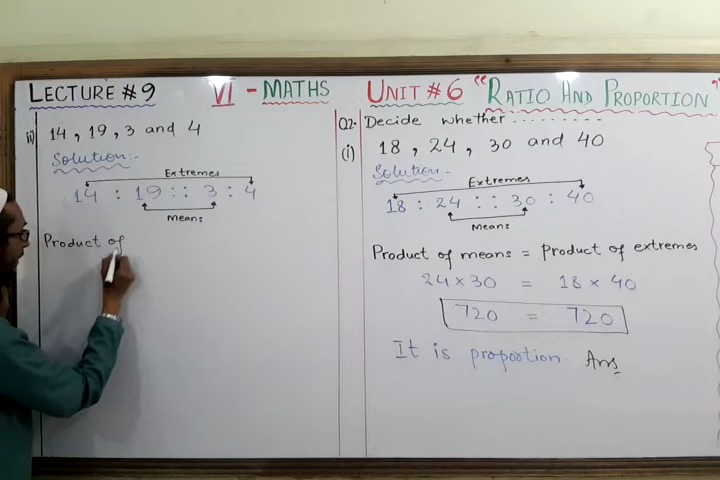 LECTURE #9 VI - MATHS UNIT #6 “RATIO AND PROPORTION”
ii) 14, 19, 3 and 4
Solution:-
Extremes
14 : 19 :: 3 : 4
Means
Product of
Q2- Decide whether ..........
(i) 18, 24, 30 and 40
Solution:-
Extremes
18 : 24 :: 30 : 40
Means
Product of means = product of extremes
24 × 30 = 18 × 40
720 = 720
It is proportion Ans